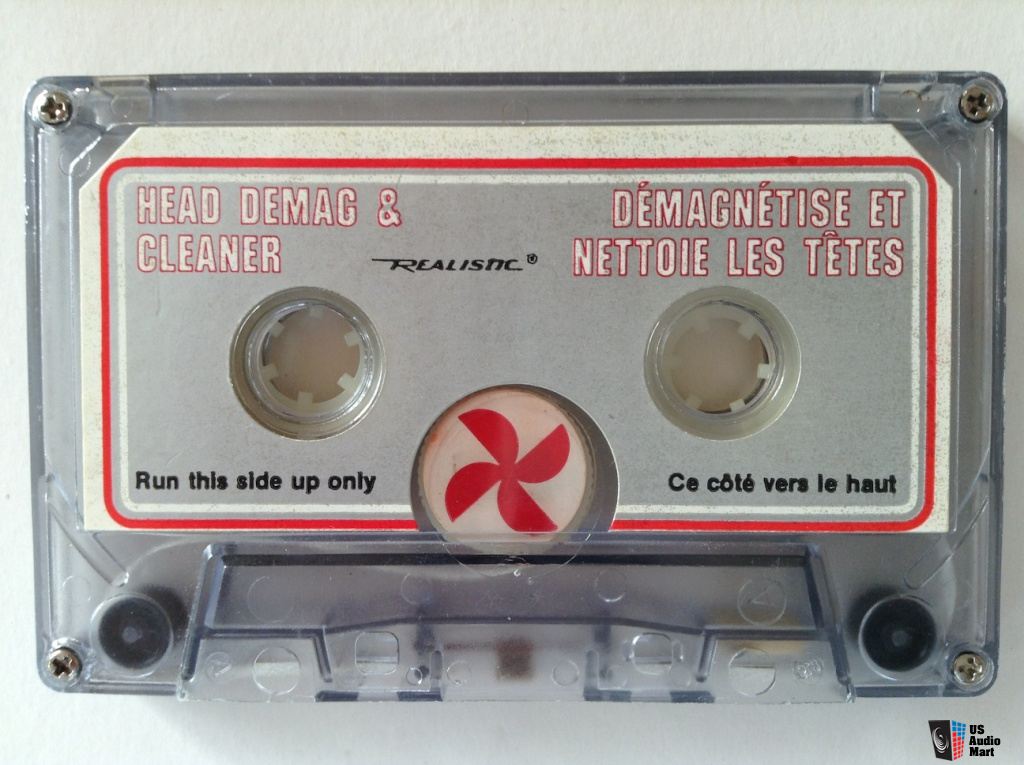 HEAD DEMAG &
CLEANER
DÉMAGNÉTISE ET
NETTOIE LES TÊTES
REALISTIC®
Run this side up only
Ce côté vers le haut
US
Audio
Mart